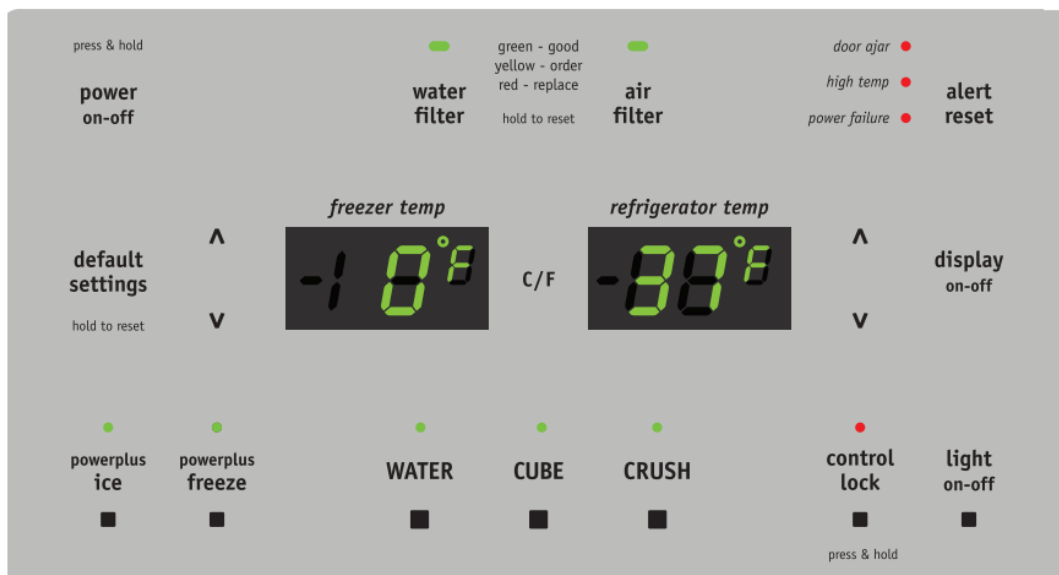 press & hold
power
on-off
water
filter
green - good
yellow - order
red - replace
hold to reset
air
filter
door ajar
high temp
power failure
alert
reset
default
settings
hold to reset
freezer temp
0°F
C/F
refrigerator temp
37°F
display
on-off
powerplus
ice
powerplus
freeze
WATER
CUBE
CRUSH
control
lock
press & hold
light
on-off